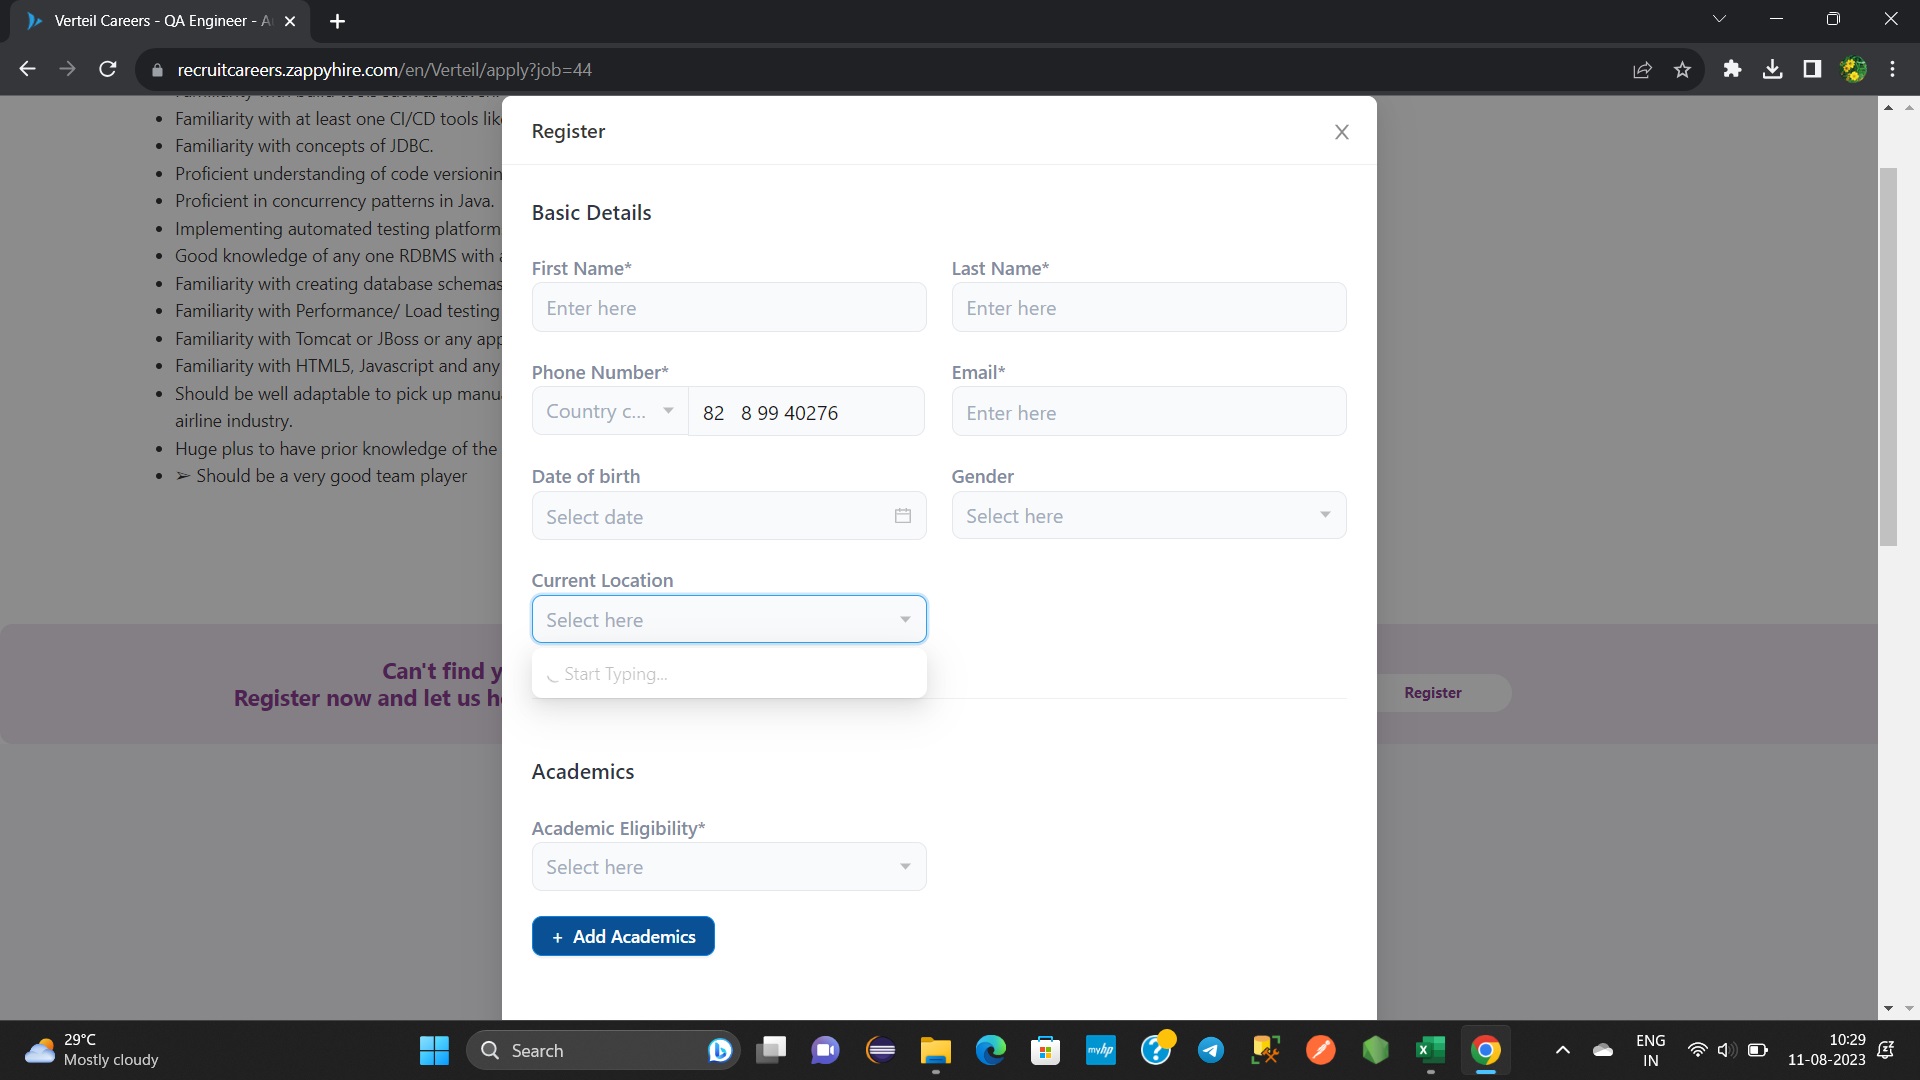 Verteil Careers - QA Engineer - A
recruitcareers.zappyhire.com/en/Verteil/apply?job=44
• Familiarity with at least one CI/CD tools lik
• Familiarity with concepts of JDBC.
• Proficient understanding of code versionin
• Proficient in concurrency patterns in Java.
• Implementing automated testing platform
• Good knowledge of any one RDBMS with a
• Familiarity with creating database schemas
• Familiarity with Performance/ Load testing
• Familiarity with Tomcat or JBoss or any app
• Familiarity with HTML5, Javascript and any
• Should be well adaptable to pick up manu
airline industry.
• Huge plus to have prior knowledge of the
• ➢ Should be a very good team player
Can't find y
Register now and let us h
Register
Register
Basic Details
First Name*
Enter here
Last Name*
Enter here
Phone Number*
Country c...
82 8 99 40276
Email*
Enter here
Date of birth
Select date
Gender
Select here
Current Location
Select here
Start Typing...
Academics
Academic Eligibility*
Select here
+ Add Academics
29°C
Mostly cloudy
Search
myhp
ENG
IN
10:29
11-08-2023